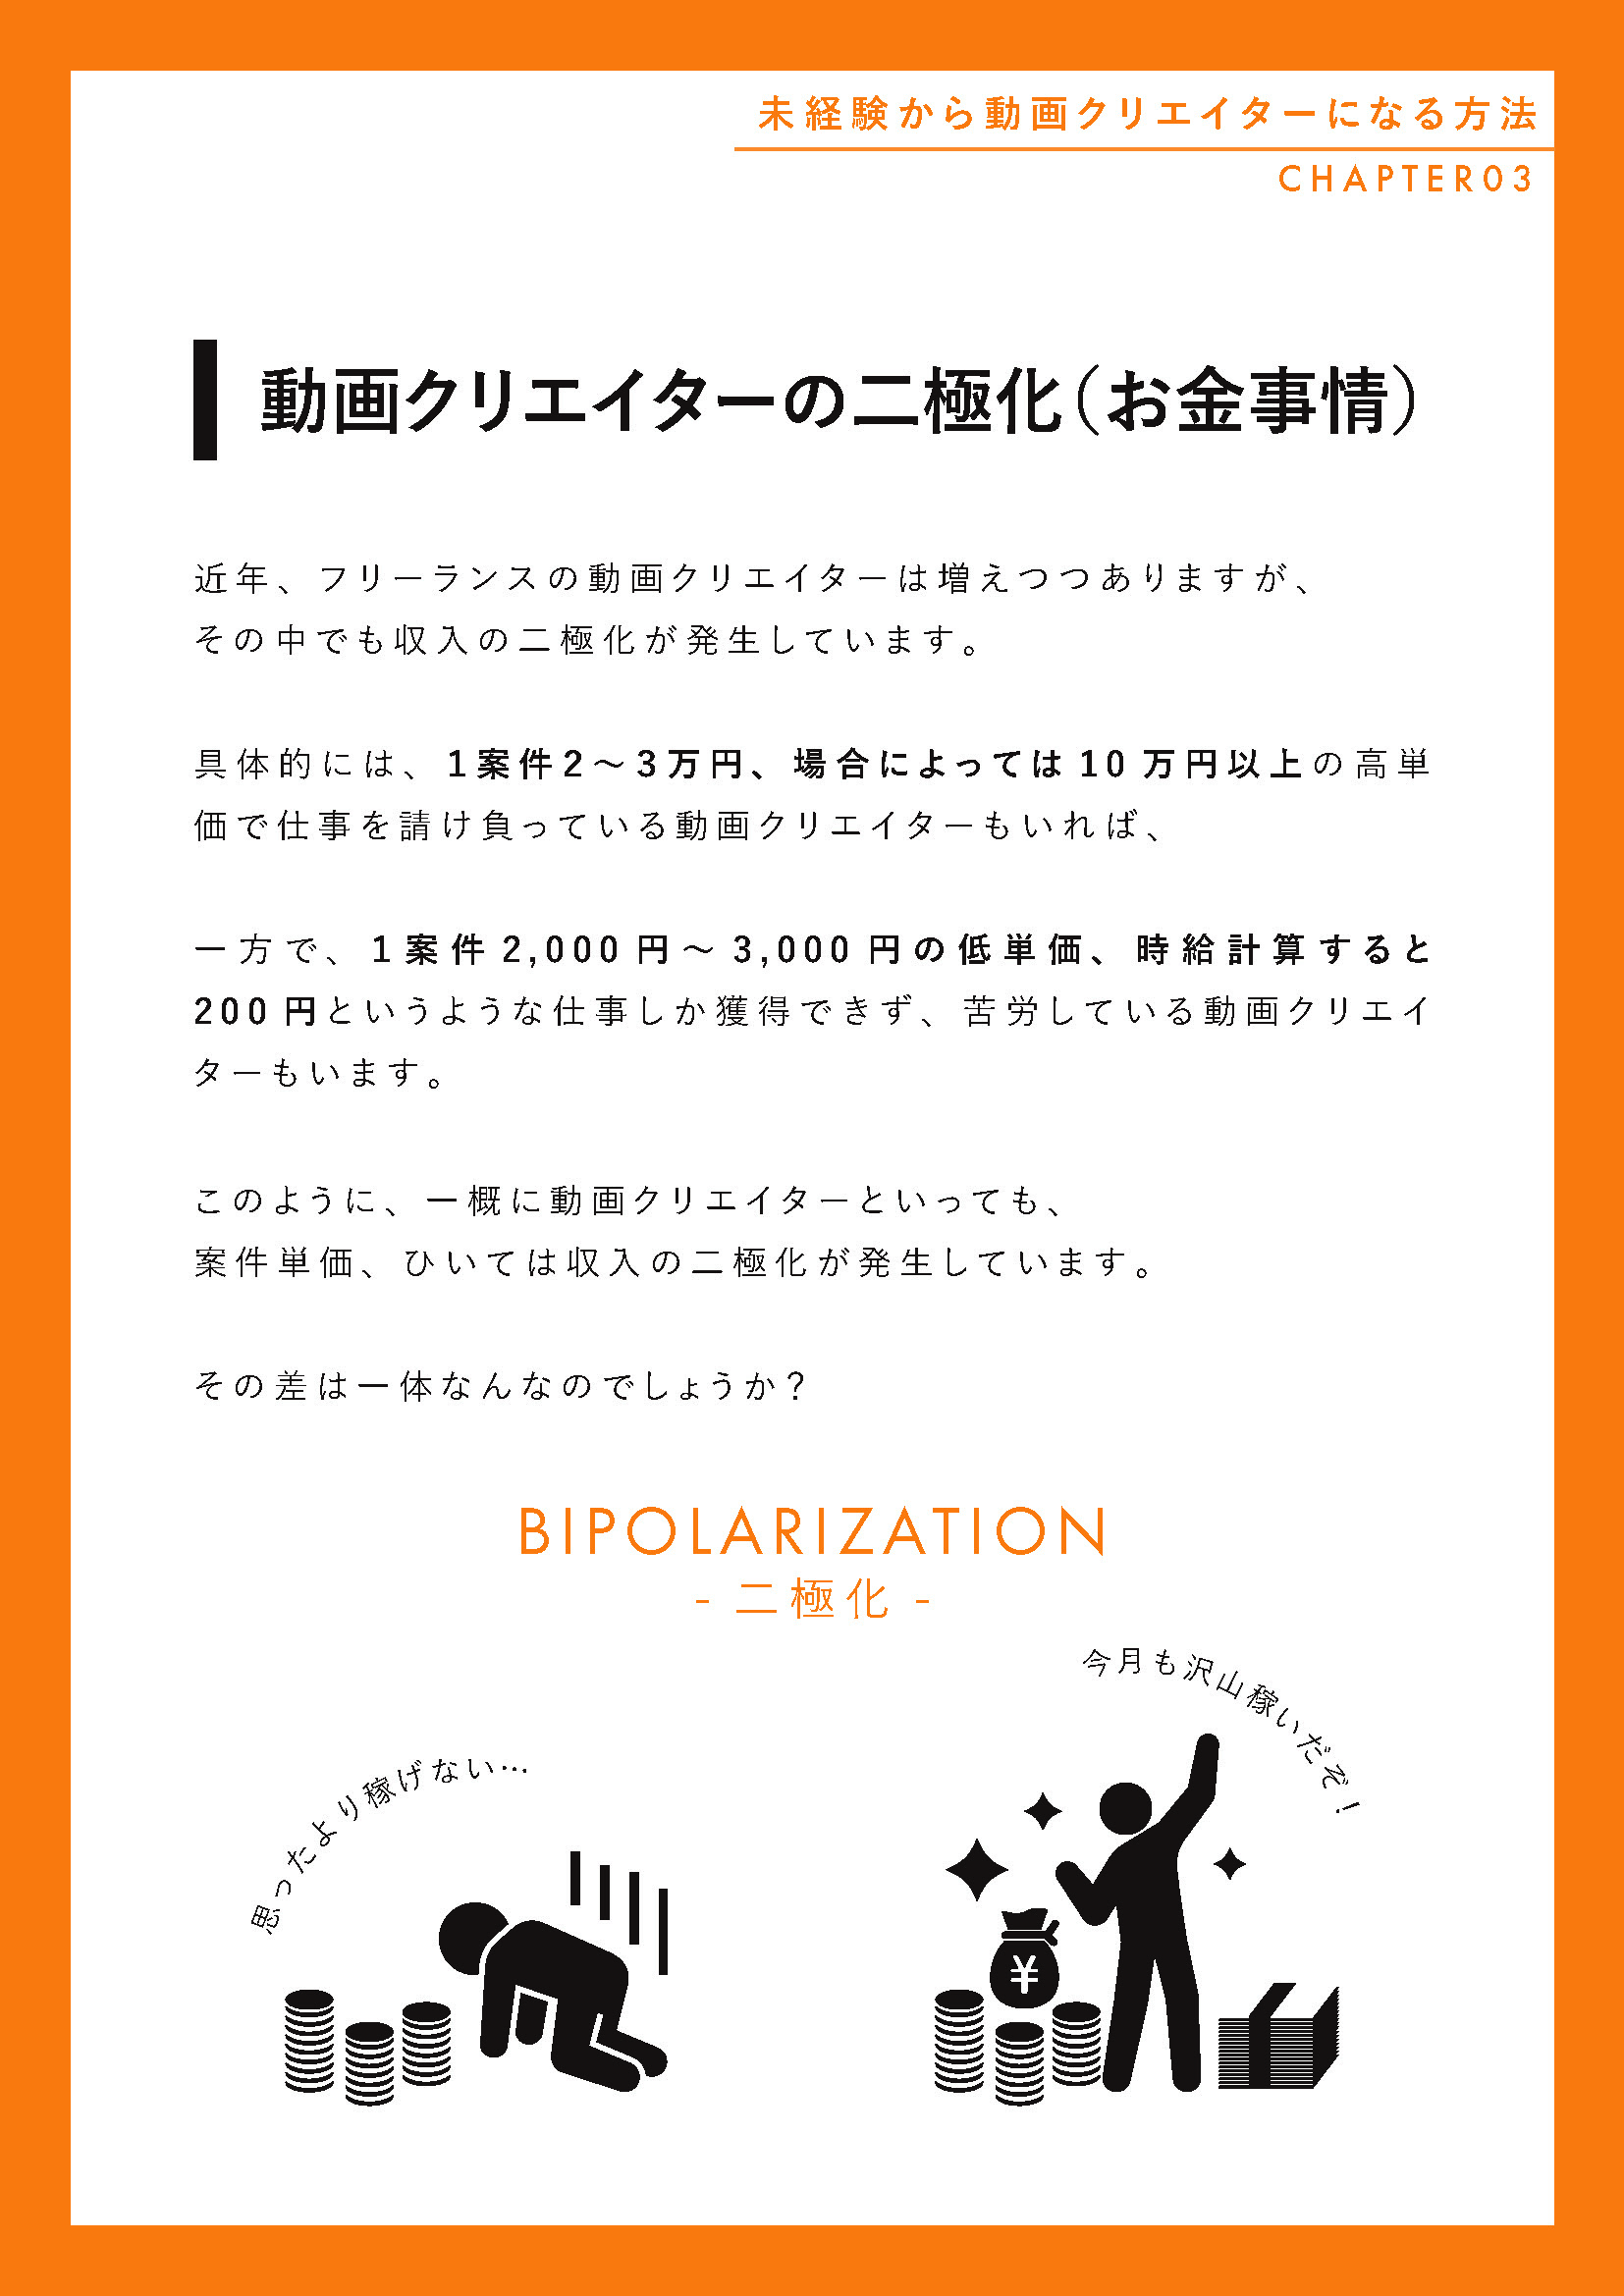 未経験から動画クリエイターになる方法
CHAPTER03
動画クリエイターの二極化（お金事情）
近年、フリーランスの動画クリエイターは増えつつありますが、
その中でも収入の二極化が発生しています。
具体的には、1案件2～3万円、場合によっては10万円以上の高単
価で仕事を請け負っている動画クリエイターもいれば、
一方で、1案件2,000円～3,000円の低単価、時給計算すると
200円というような仕事しか獲得できず、苦労している動画クリエイ
ターもいます。
このように、一概に動画クリエイターといっても、
案件単価、ひいては収入の二極化が発生しています。
その差は一体なんなのでしょうか？
BIPOLARIZATION
- 二極化 -
思ったより稼げない…
今月も沢山稼いだぞ！
¥